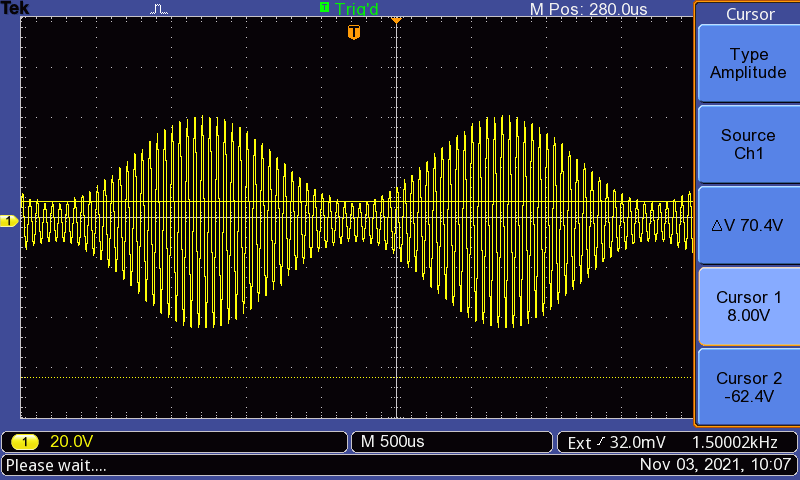 Tek T Trig'd M Pos: 280.0us
Cursor
T
Type
Amplitude
Source
Ch1
1
△V 70.4V
Cursor 1
8.00V
Cursor 2
-62.4V
1 20.0V M 500us Ext 32.0mV 1.50002kHz
Please wait.... Nov 03, 2021, 10:07